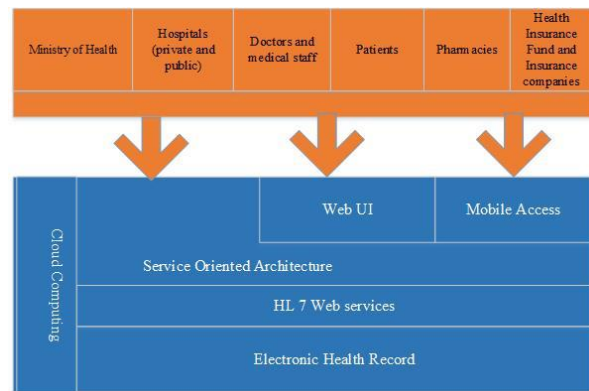 Ministry of Health
Hospitals
(private and
public)
Doctors and
medical staff
Patients
Pharmacies
Health
Insurance
Fund and
Insurance
companies
Cloud Computing
Web UI
Mobile Access
Service Oriented Architecture
HL 7 Web services
Electronic Health Record